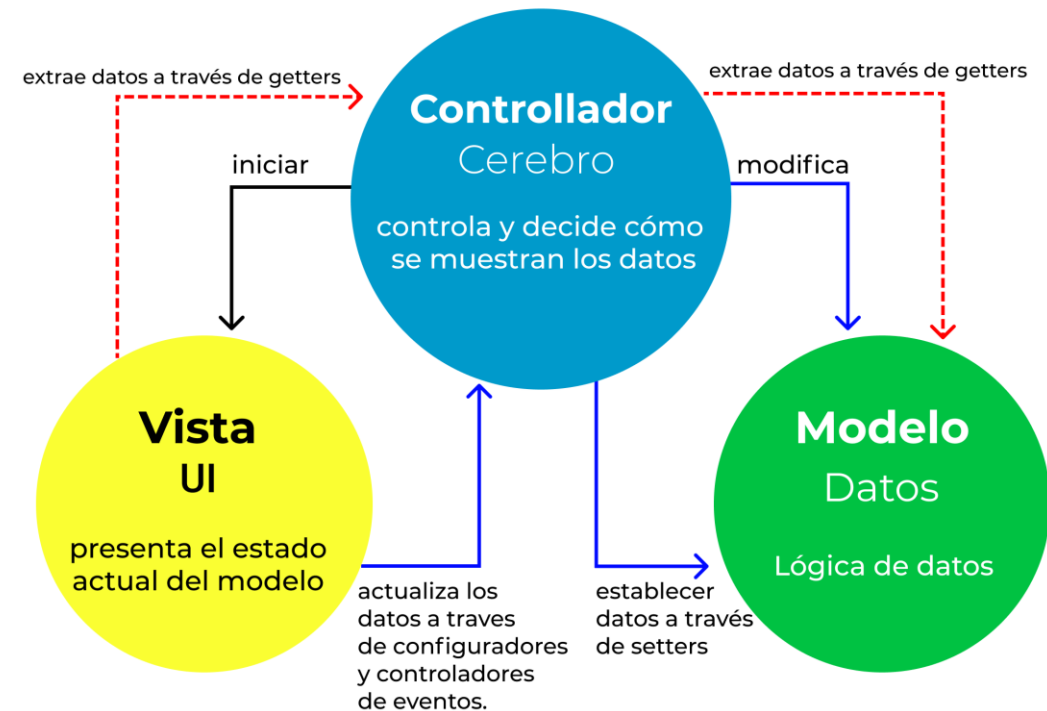 extrae datos a través de getters
extrae datos a través de getters
Controllador
Cerebro
iniciar
modifica
controla y decide cómo
se muestran los datos
Vista
UI
presenta el estado
actual del modelo
Modelo
Datos
Lógica de datos
actualiza los
datos a traves
de configuradores
y controladores
de eventos.
establecer
datos a través
de setters